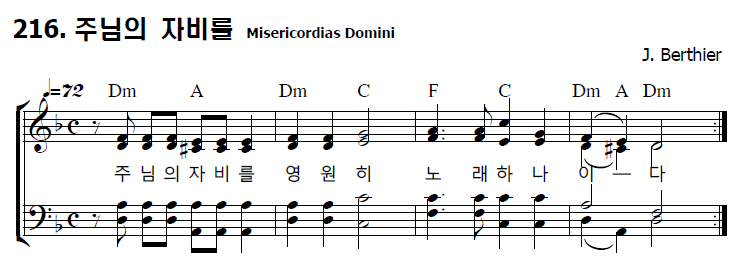 216. 주님의 자비를 Misericordias Domini
J. Berthier
♩=72 Dm A Dm C F C Dm A Dm
주 님 의 자 비 를 영 원 히 노 래 하 나 이 — 다